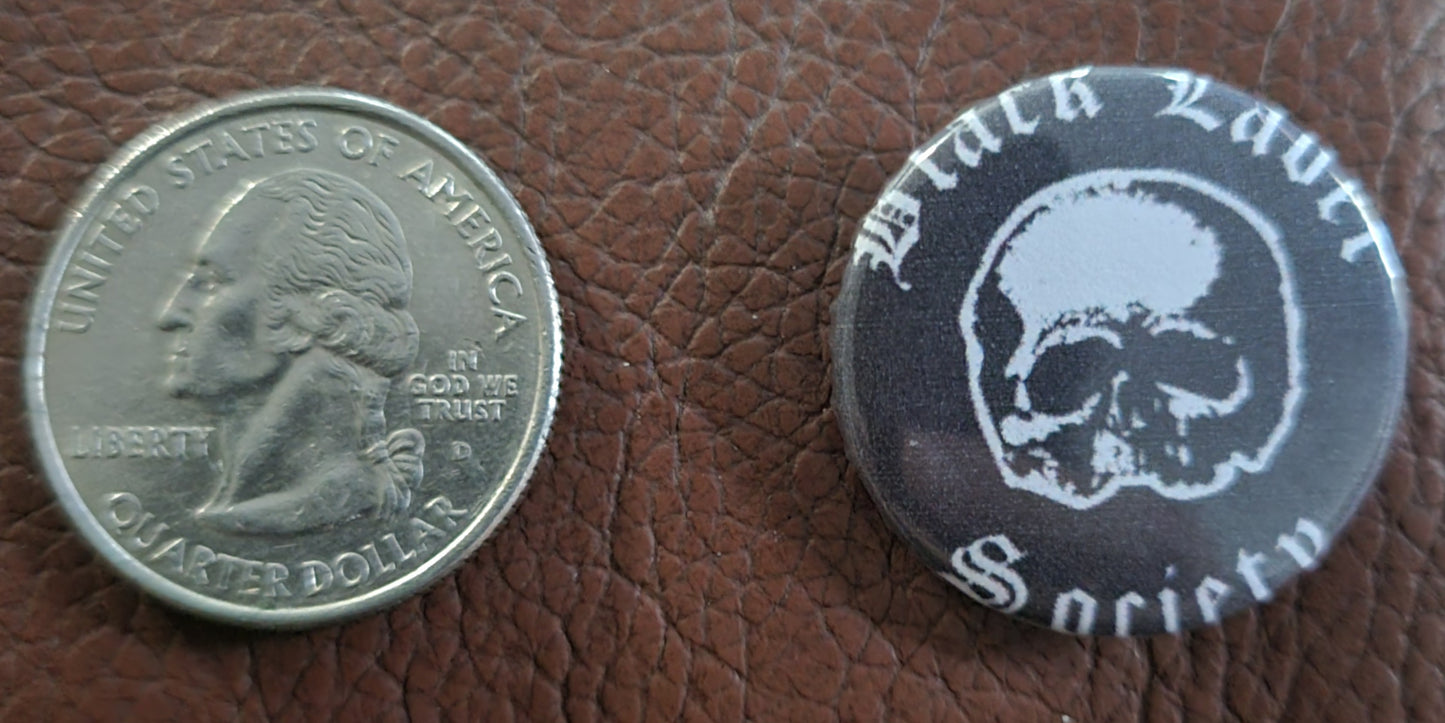 UNITED STATES OF AMERICA
LIBERTY
IN
GOD WE
TRUST
D
QUARTER DOLLAR
Black Label
Society